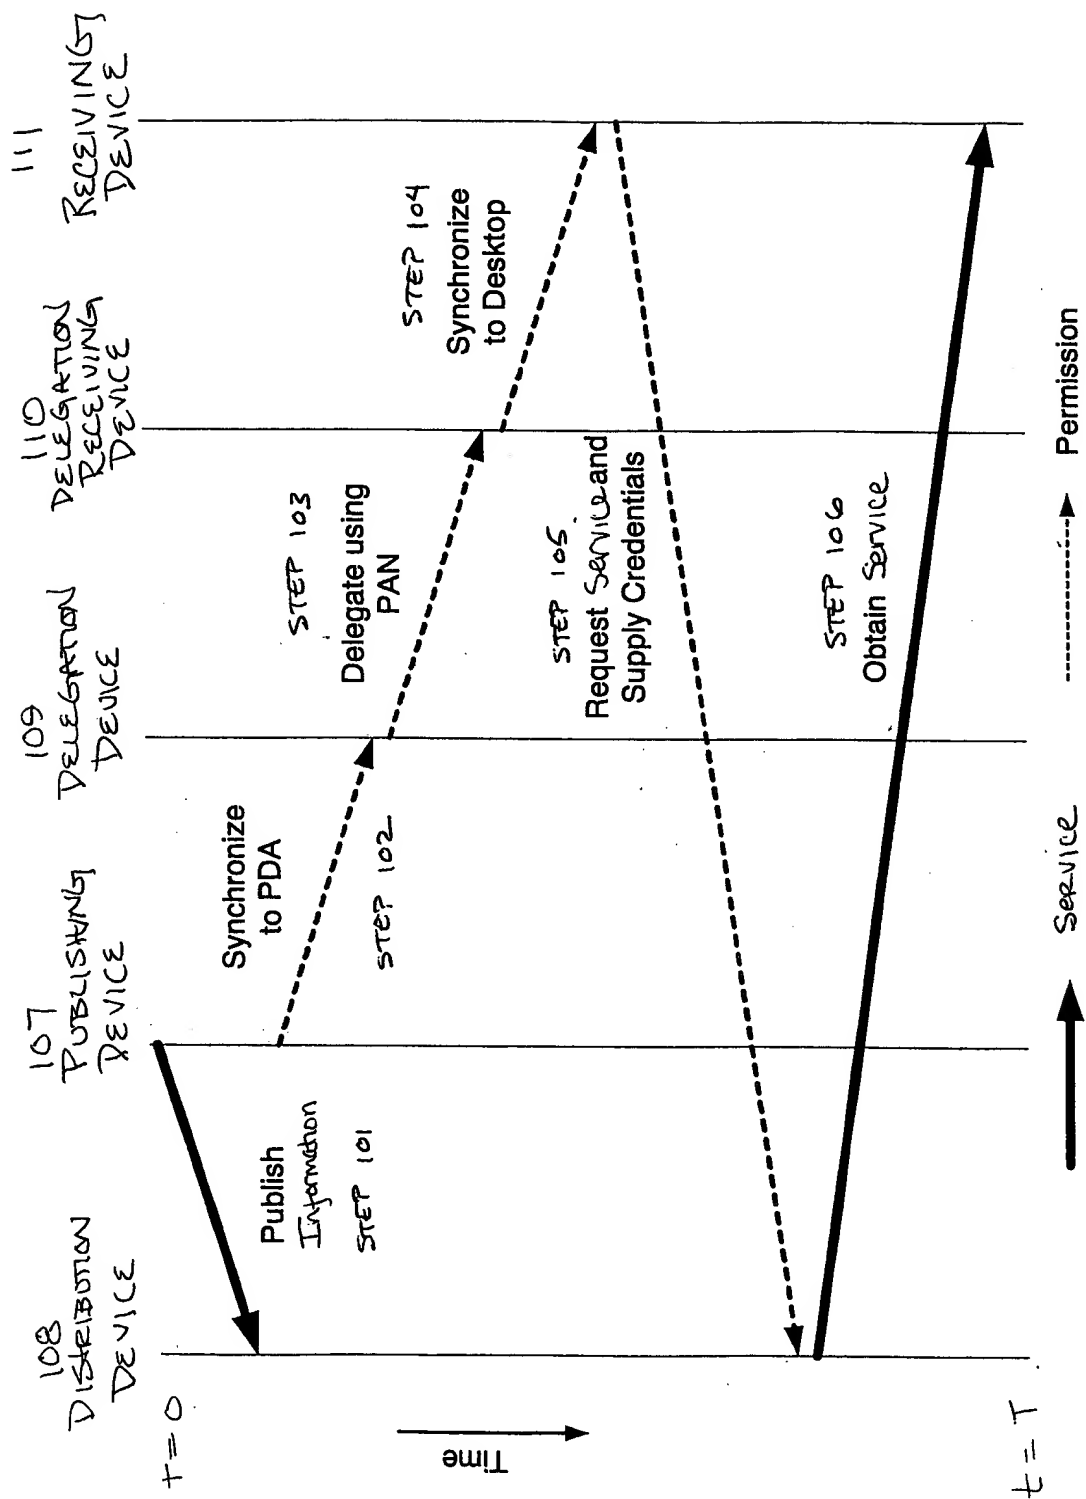 108
DISTRIBUTION
DEVICE
107
PUBLISHING
DEVICE
109
DELEGATION
DEVICE
110
DELEGATION
RECEIVING
DEVICE
111
RECEIVING
DEVICE
t=0
Publish
Information
STEP 101
Synchronize
to PDA
STEP 102
STEP 103
Delegate using
PAN
STEP 104
Synchronize
to Desktop
Time
STEP 105
Request Service and
Supply Credentials
STEP 106
Obtain Service
t=T
Service
Permission